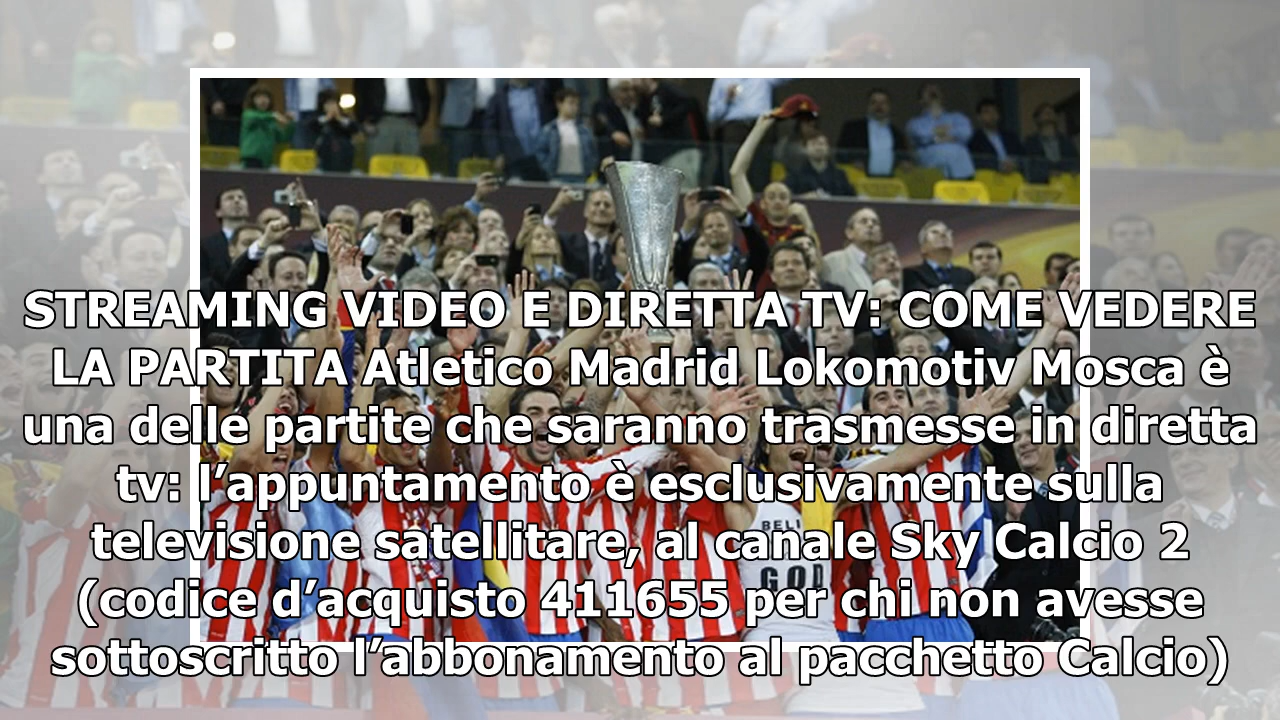 STREAMING VIDEO E DIRETTA TV: COME VEDERE
LA PARTITA Atletico Madrid Lokomotiv Mosca è
una delle partite che saranno trasmesse in diretta
tv: l’appuntamento è esclusivamente sulla
televisione satellitare, al canale Sky Calcio 2
(codice d’acquisto 411655 per chi non avesse
sottoscritto l’abbonamento al pacchetto Calcio)
BELI
GOD